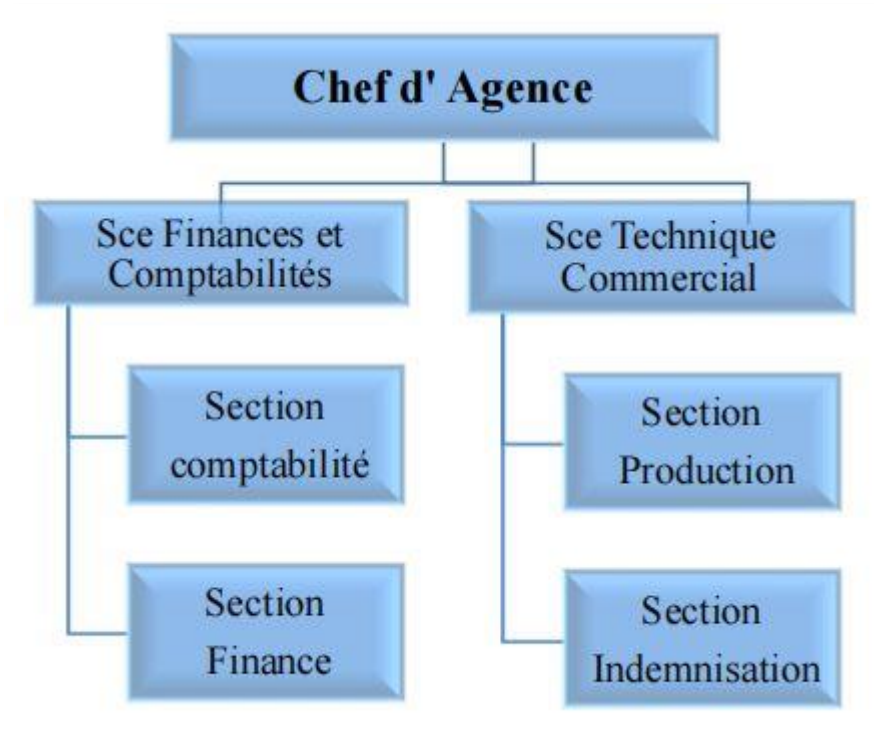 Chef d' Agence
Sce Finances et
Comptabilités
Section
comptabilité
Section
Finance
Sce Technique
Commercial
Section
Production
Section
Indemnisation